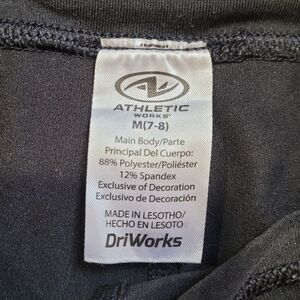 ATHLETIC
WORKS®
M(7-8)
Main Body/Parte
Principal Del Cuerpo:
88% Polyester/Poliéster
12% Spandex
Exclusive of Decoration
Exclusivo de Decoración
MADE IN LESOTHO/
HECHO EN LESOTO
DriWorks